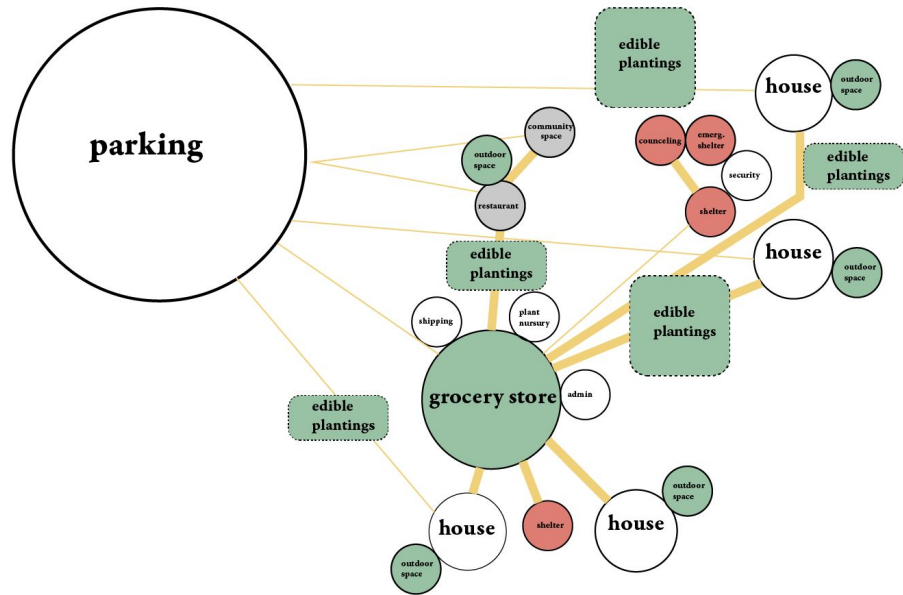 edible
plantings
house
outdoor
space
parking
community
space
counceling
emerg.
shelter
outdoor
space
security
edible
plantings
restaurant
shelter
house
edible
plantings
outdoor
space
shipping
plant
nursury
edible
plantings
grocery store
admin
edible
plantings
outdoor
space
house
shelter
house
outdoor
space